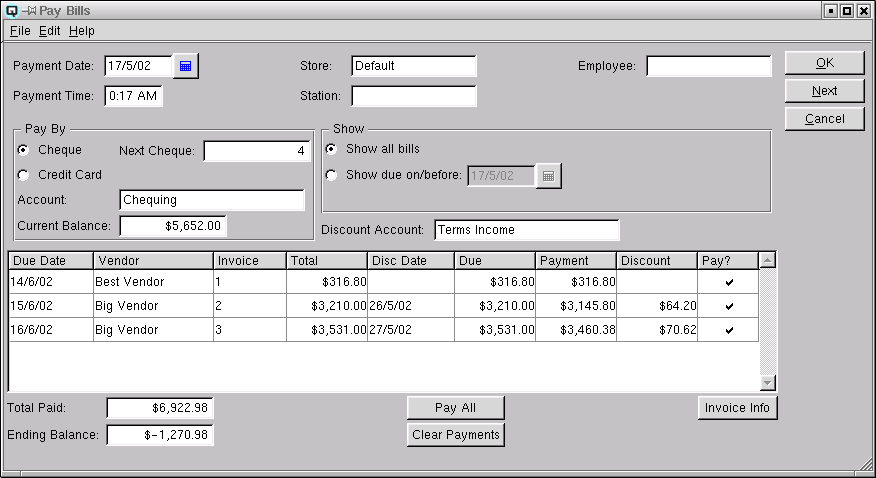 Q Pay Bills
File Edit Help
Payment Date: 17/5/02 Store: Default Employee: OK
Payment Time: 0:17 AM Station: Next
Cancel
Pay By Show
Cheque Next Cheque: 4 Show all bills
Credit Card Show due on/before: 17/5/02
Account: Chequing
Current Balance: $5,652.00 Discount Account: Terms Income
Due Date Vendor Invoice Total Disc Date Due Payment Discount Pay?
14/6/02 Best Vendor 1 $316.80 $316.80 $316.80
15/6/02 Big Vendor 2 $3,210.00 26/5/02 $3,210.00 $3,145.80 $64.20
16/6/02 Big Vendor 3 $3,531.00 27/5/02 $3,531.00 $3,460.38 $70.62
Total Paid: $6,922.98 Pay All Invoice Info
Ending Balance: $-1,270.98 Clear Payments